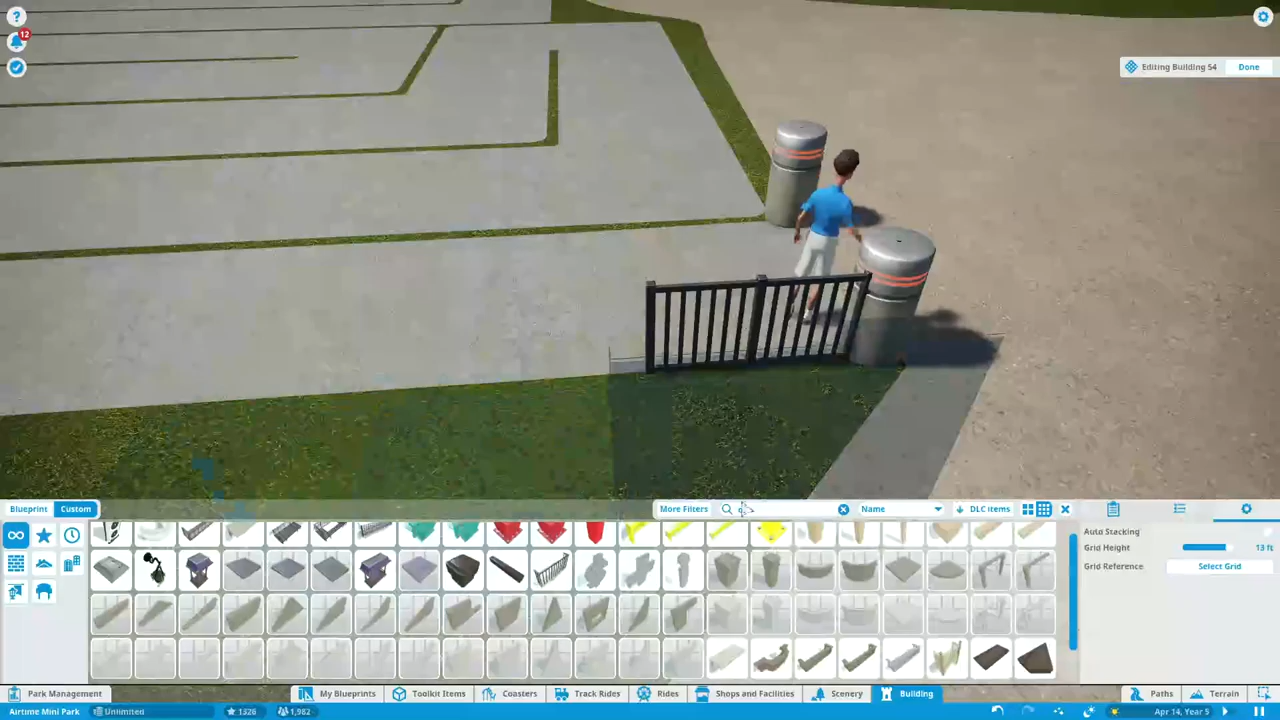 ?
12
Editing Building 54
Done
Blueprint
Custom
More Filters
Name
DLC Items
Auto Stacking
Grid Height
13 ft
Grid Reference
Select Grid
Park Management
My Blueprints
Toolkit Items
Coasters
Track Rides
Rides
Shops and Facilities
Scenery
Building
Paths
Terrain
Airtime Mini Park
Unlimited
1326
1,982
Apr 14, Year 5